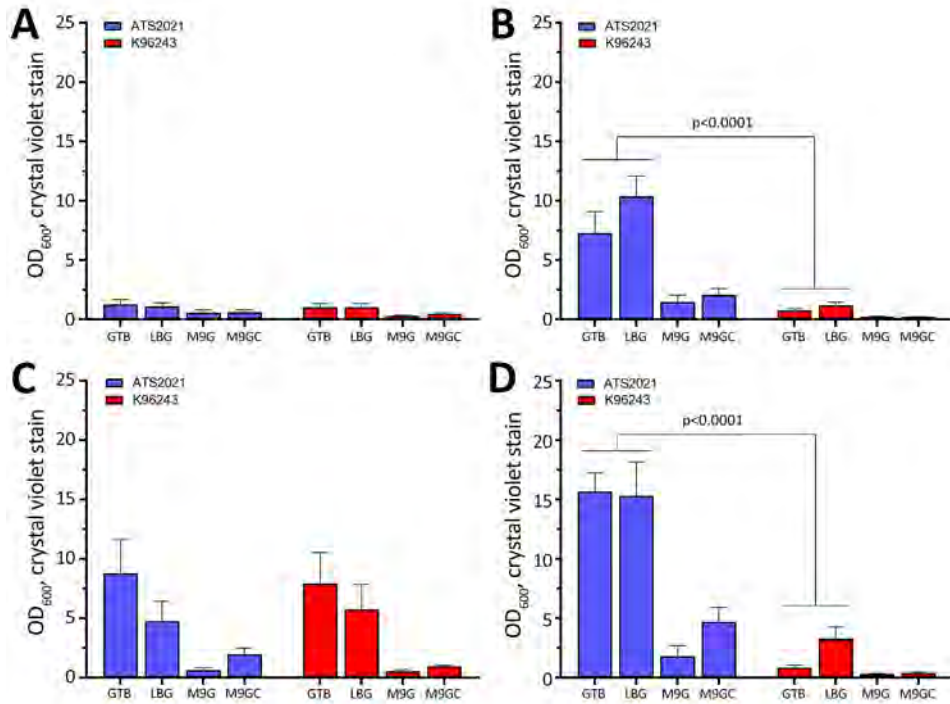 A
ATS2021
K96243
OD600, crystal violet stain
25
20
15
10
5
0
GTB LBG M9G M9GC GTB LBG M9G M9GC
B
ATS2021
K96243
p<0.0001
OD600, crystal violet stain
25
20
15
10
5
0
GTB LBG M9G M9GC GTB LBG M9G M9GC
C
ATS2021
K96243
OD600, crystal violet stain
25
20
15
10
5
0
GTB LBG M9G M9GC GTB LBG M9G M9GC
D
ATS2021
K96243
p<0.0001
OD600, crystal violet stain
25
20
15
10
5
0
GTB LBG M9G M9GC GTB LBG M9G M9GC